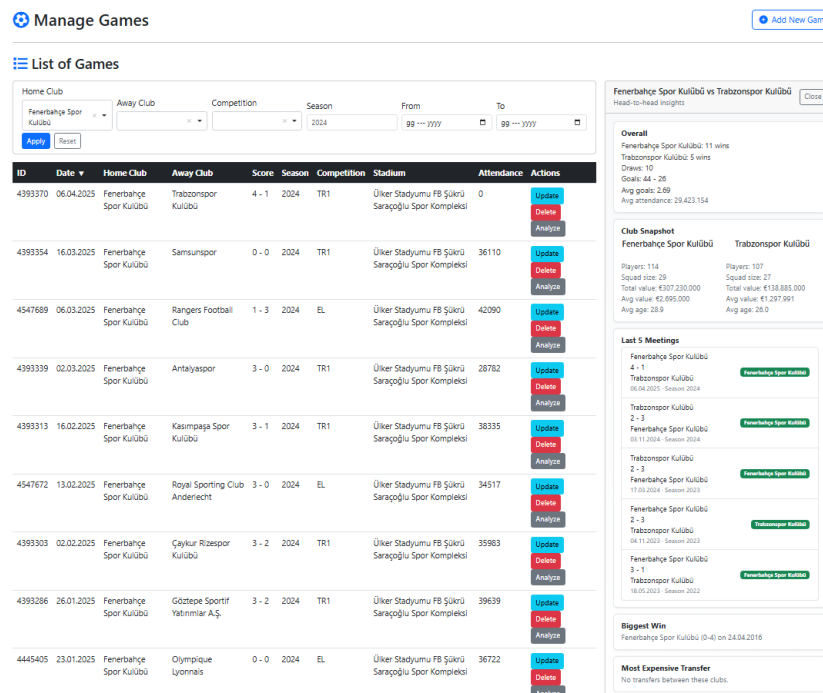 Manage Games
Add New Gam
List of Games
Home Club
Away Club
Competition
Season
From
To
Fenerbahçe Spor
Kulübü
2024
gg --- yyyy
gg --- yyyy
Apply
Reset
ID Date ▼ Home Club Away Club Score Season Competition Stadium Attendance Actions
4393370 06.04.2025 Fenerbahçe Trabzonspor 4 - 1 2024 TR1 Ülker Stadyumu FB Şükrü 0 Update
Spor Kulübü Kulübü Saracoğlu Spor Kompleksi Delete
Analyze
4393354 16.03.2025 Fenerbahçe Samsunspor 0 - 0 2024 TR1 Ülker Stadyumu FB Şükrü 36110 Update
Spor Kulübü Saracoğlu Spor Kompleksi Delete
Analyze
4547689 06.03.2025 Fenerbahçe Rangers Football 1 - 3 2024 EL Ülker Stadyumu FB Şükrü 42090 Update
Spor Kulübü Club Saracoğlu Spor Kompleksi Delete
Analyze
4393339 02.03.2025 Fenerbahçe Antalyaspor 3 - 0 2024 TR1 Ülker Stadyumu FB Şükrü 28782 Update
Spor Kulübü Saracoğlu Spor Kompleksi Delete
Analyze
4393313 16.02.2025 Fenerbahçe Kasımpaşa Spor 3 - 1 2024 TR1 Ülker Stadyumu FB Şükrü 38335 Update
Spor Kulübü Kulübü Saracoğlu Spor Kompleksi Delete
Analyze
4547672 13.02.2025 Fenerbahçe Royal Sporting Club 3 - 0 2024 EL Ülker Stadyumu FB Şükrü 34517 Update
Spor Kulübü Anderlecht Saracoğlu Spor Kompleksi Delete
Analyze
4393303 02.02.2025 Fenerbahçe Çaykur Rizespor 3 - 2 2024 TR1 Ülker Stadyumu FB Şükrü 35983 Update
Spor Kulübü Kulübü Saracoğlu Spor Kompleksi Delete
Analyze
4393286 26.01.2025 Fenerbahçe Göztepe Sportif 3 - 2 2024 TR1 Ülker Stadyumu FB Şükrü 39639 Update
Spor Kulübü Yatırımlar A.Ş. Saracoğlu Spor Kompleksi Delete
Analyze
4445405 23.01.2025 Fenerbahçe Olympique 0 - 0 2024 EL Ülker Stadyumu FB Şükrü 36722 Update
Spor Kulübü Lyonnais Saracoğlu Spor Kompleksi Delete
Analyze
Fenerbahçe Spor Kulübü vs Trabzonspor Kulübü
Close
Head-to-head insights
Overall
Fenerbahçe Spor Kulübü: 11 wins
Trabzonspor Kulübü: 5 wins
Draws: 10
Goals: 44 - 26
Avg goals: 2.69
Avg attendance: 29,423.154
Club Snapshot
Fenerbahçe Spor Kulübü Trabzonspor Kulübü
Players: 114 Players: 107
Squad size: 29 Squad size: 27
Total value: €307,230,000 Total value: €138,885,000
Avg value: €2,695,000 Avg value: €1,297,991
Avg age: 28.9 Avg age: 26.0
Last 5 Meetings
Fenerbahçe Spor Kulübü
4 - 1
Fenerbahçe Spor Kulübü
Trabzonspor Kulübü
06.04.2025 · Season 2024
Trabzonspor Kulübü
2 - 3
Fenerbahçe Spor Kulübü
Fenerbahçe Spor Kulübü
03.11.2024 · Season 2024
Trabzonspor Kulübü
2 - 3
Fenerbahçe Spor Kulübü
Fenerbahçe Spor Kulübü
17.03.2024 · Season 2023
Fenerbahçe Spor Kulübü
2 - 3
Trabzonspor Kulübü
Trabzonspor Kulübü
04.11.2023 · Season 2023
Fenerbahçe Spor Kulübü
3 - 1
Fenerbahçe Spor Kulübü
Trabzonspor Kulübü
18.05.2023 · Season 2022
Biggest Win
Fenerbahçe Spor Kulübü (0-4) on 24.04.2016
Most Expensive Transfer
No transfers between these clubs.